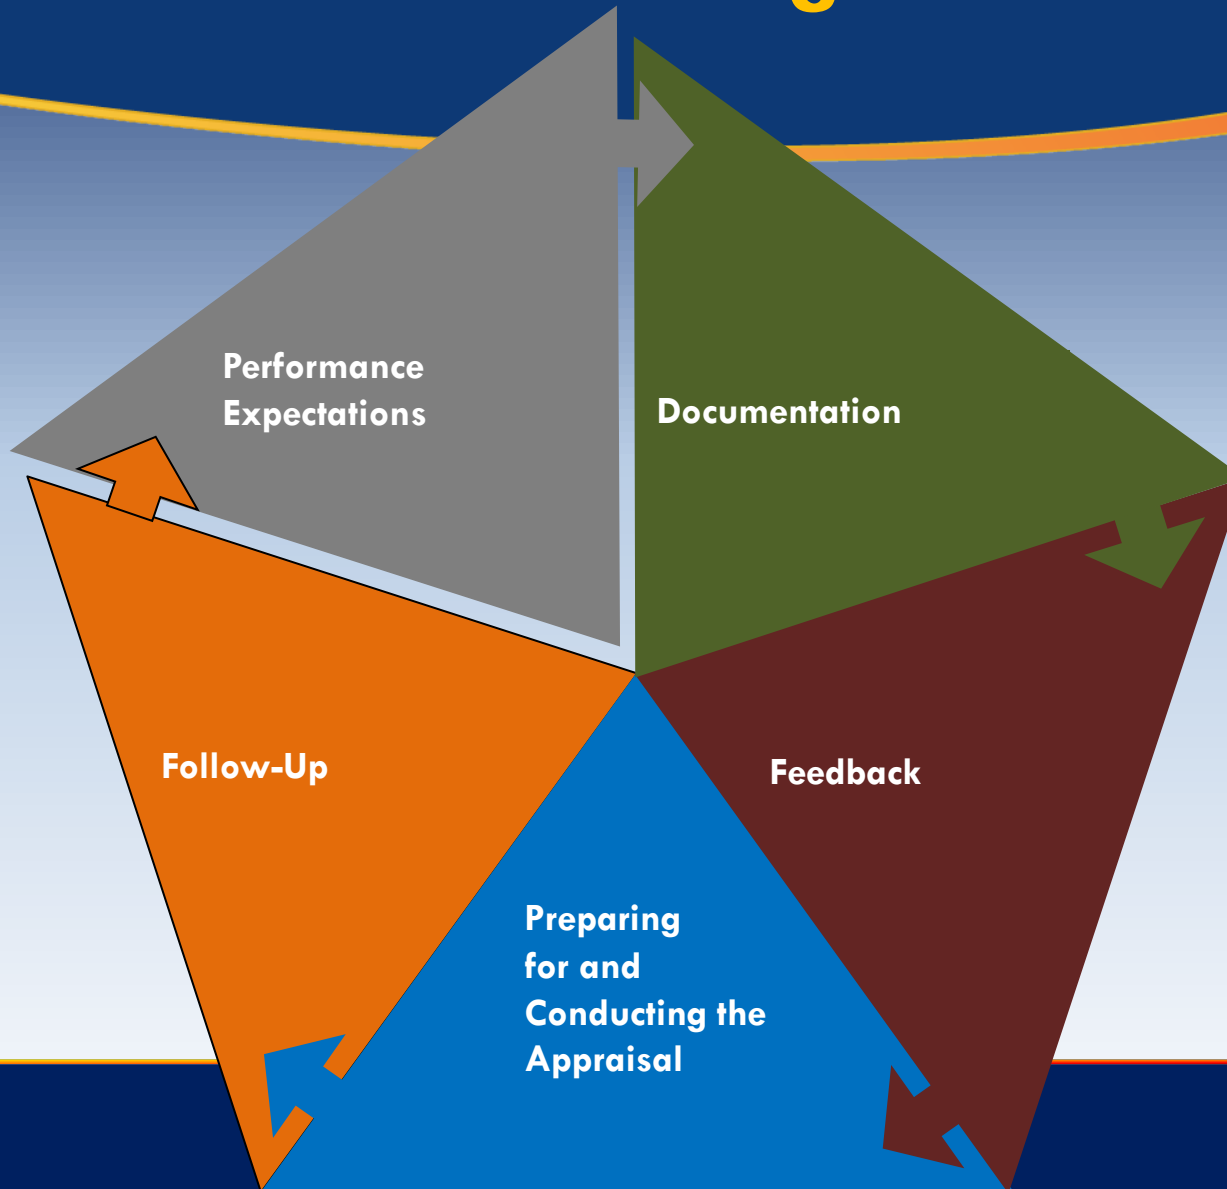 Performance
Expectations
Documentation
Follow-Up
Feedback
Preparing
for and
Conducting the
Appraisal